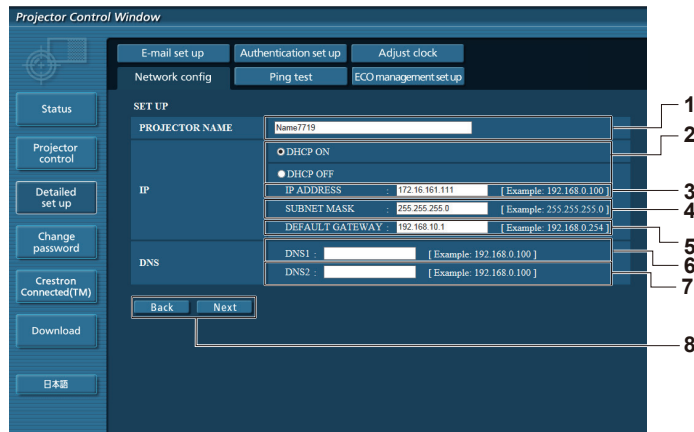 Projector Control Window
E-mail set up Authentication set up Adjust clock
Network config Ping test ECO management set up
Status
Projector control
Detailed set up
Change password
Crestron Connected(TM)
Download
日本語
SET UP
PROJECTOR NAME Name7719 1
IP DHCP ON 2
DHCP OFF
IP ADDRESS : 172.16.161.111 [ Example: 192.168.0.100 ] 3
SUBNET MASK : 255.255.255.0 [ Example: 255.255.255.0 ] 4
DEFAULT GATEWAY : 192.168.10.1 [ Example: 192.168.0.254 ] 5
DNS DNS1 : [ Example: 192.168.0.100 ] 6
DNS2 : [ Example: 192.168.0.100 ] 7
Back Next 8